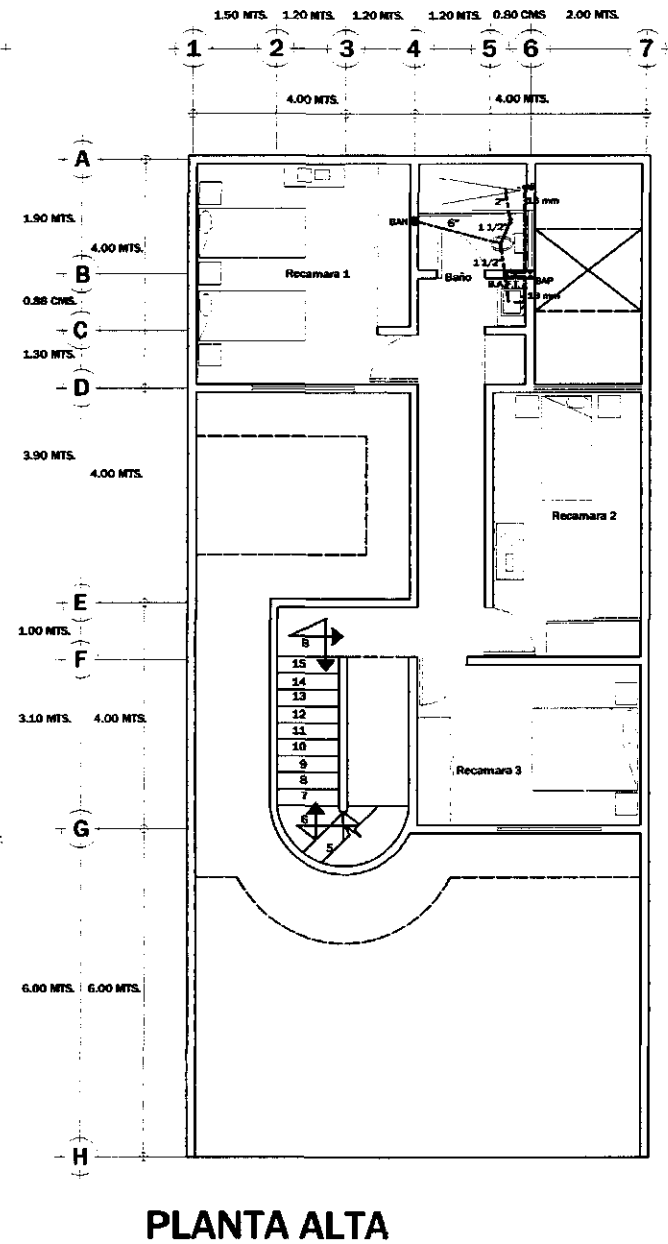 1.50 MTS. 1.20 MTS. 1.20 MTS. 1.20 MTS. 0.80 CMS 2.00 MTS.
1 2 3 4 5 6 7
4.00 MTS. 4.00 MTS.
A
1.90 MTS.
4.00 MTS.
B
0.88 CMS.
C
1.30 MTS.
D
3.90 MTS.
4.00 MTS.
E
1.00 MTS.
F
3.10 MTS. 4.00 MTS.
G
6.00 MTS. 6.00 MTS.
H
2"
13 mm
BAN
6"
1 1/2"
1 1/2"
Recamara 1
Baño
BAP
13 mm
Recamara 2
15
14
13
12
11
10
9
8
7
6
5
Recamara 3
PLANTA ALTA